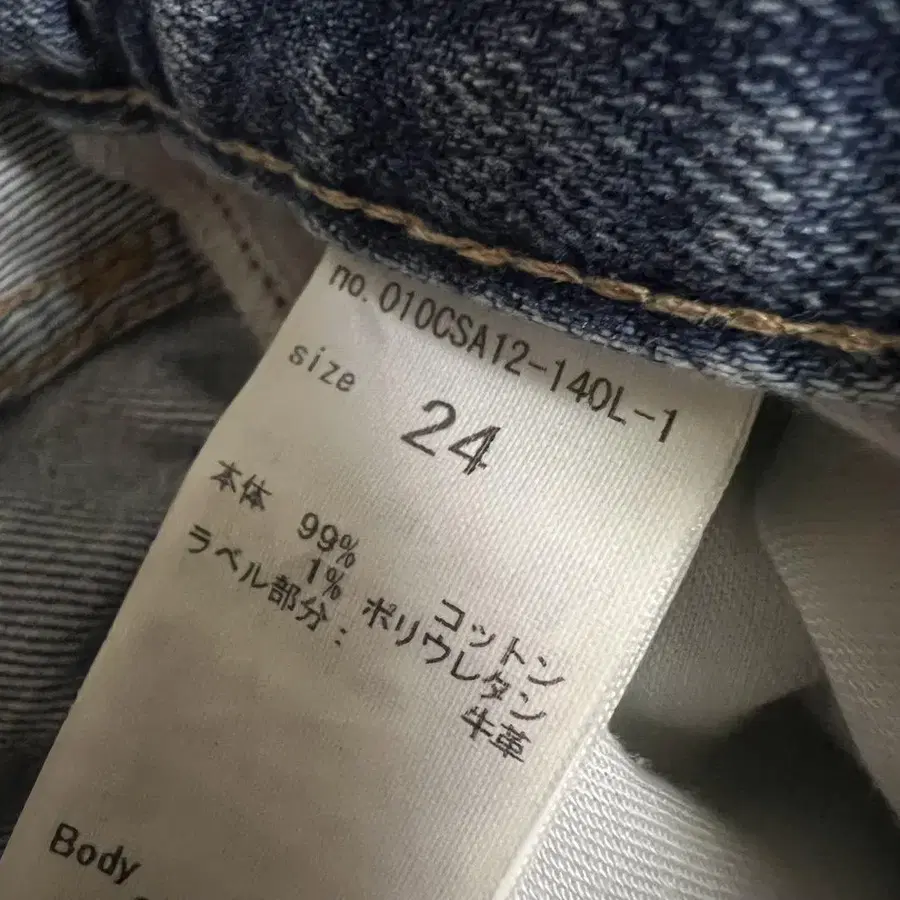 no.010CSA12-140L-1
size
24
本体 99% コットン
1% ポリウレタン
ラベル部分: 牛革
Body